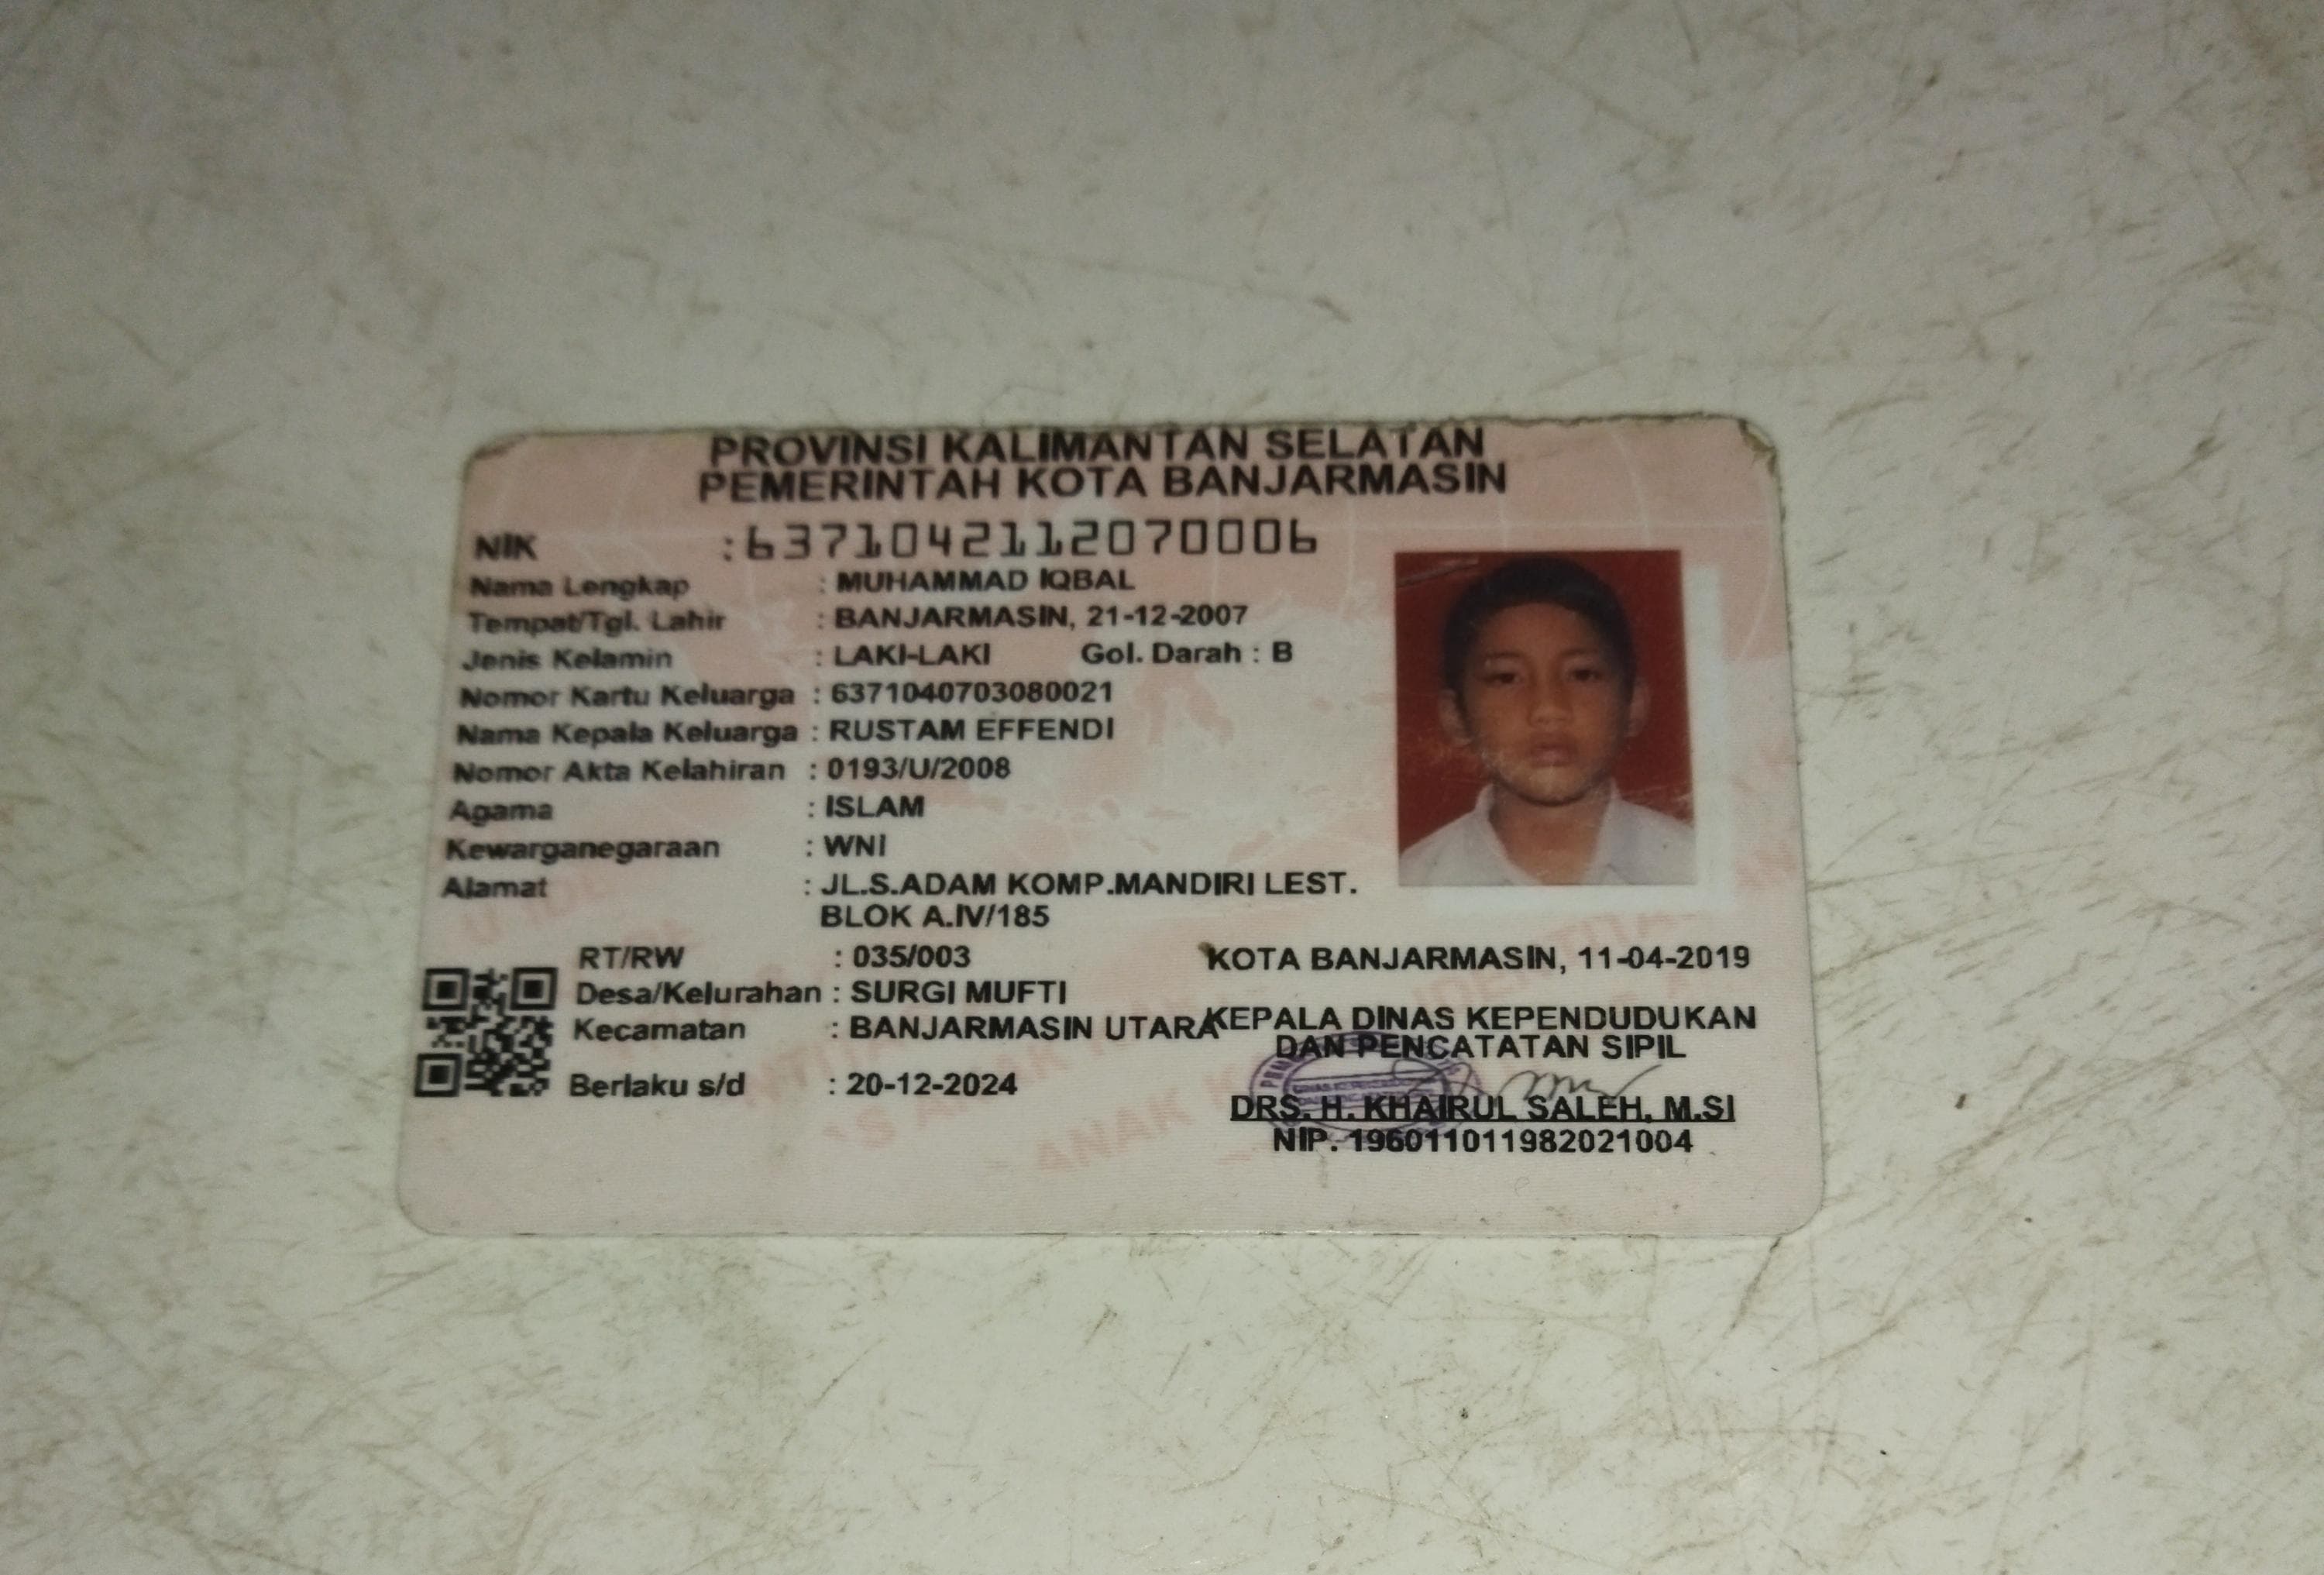 PROVINSI KALIMANTAN SELATAN
PEMERINTAH KOTA BANJARMASIN
NIK : 6371042112070006
Nama Lengkap : MUHAMMAD IQBAL
Tempat/Tgl. Lahir : BANJARMASIN, 21-12-2007
Jenis Kelamin : LAKI-LAKI Gol. Darah : B
Nomor Kartu Keluarga : 6371040703080021
Nama Kepala Keluarga : RUSTAM EFFENDI
Nomor Akta Kelahiran : 0193/U/2008
Agama : ISLAM
Kewarganegaraan : WNI
Alamat : JL.S.ADAM KOMP.MANDIRI LEST.
BLOK A.IV/185
RT/RW : 035/003
Desa/Kelurahan : SURGI MUFTI
Kecamatan : BANJARMASIN UTARA
Berlaku s/d : 20-12-2024
KOTA BANJARMASIN, 11-04-2019
KEPALA DINAS KEPENDUDUKAN
DAN PENCATATAN SIPIL
DRS. H. KHAIRUL SALEH, M.SI
NIP. 196011011982021004